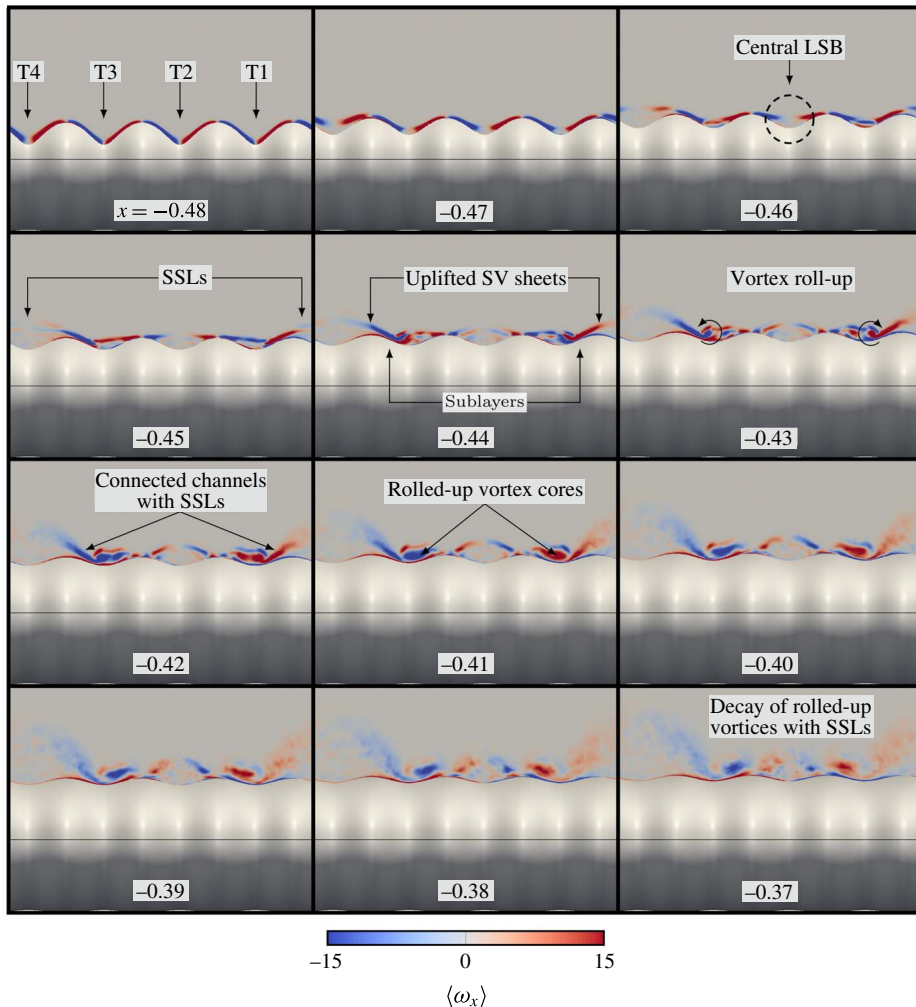 T4 T3 T2 T1
x = −0.48
−0.47
Central LSB
−0.46
SSLs
−0.45
Uplifted SV sheets
Sublayers
−0.44
Vortex roll-up
−0.43
Connected channels
with SSLs
−0.42
Rolled-up vortex cores
−0.41
−0.40
−0.39
−0.38
Decay of rolled-up
vortices with SSLs
−0.37
−15 0 15
⟨ωx⟩